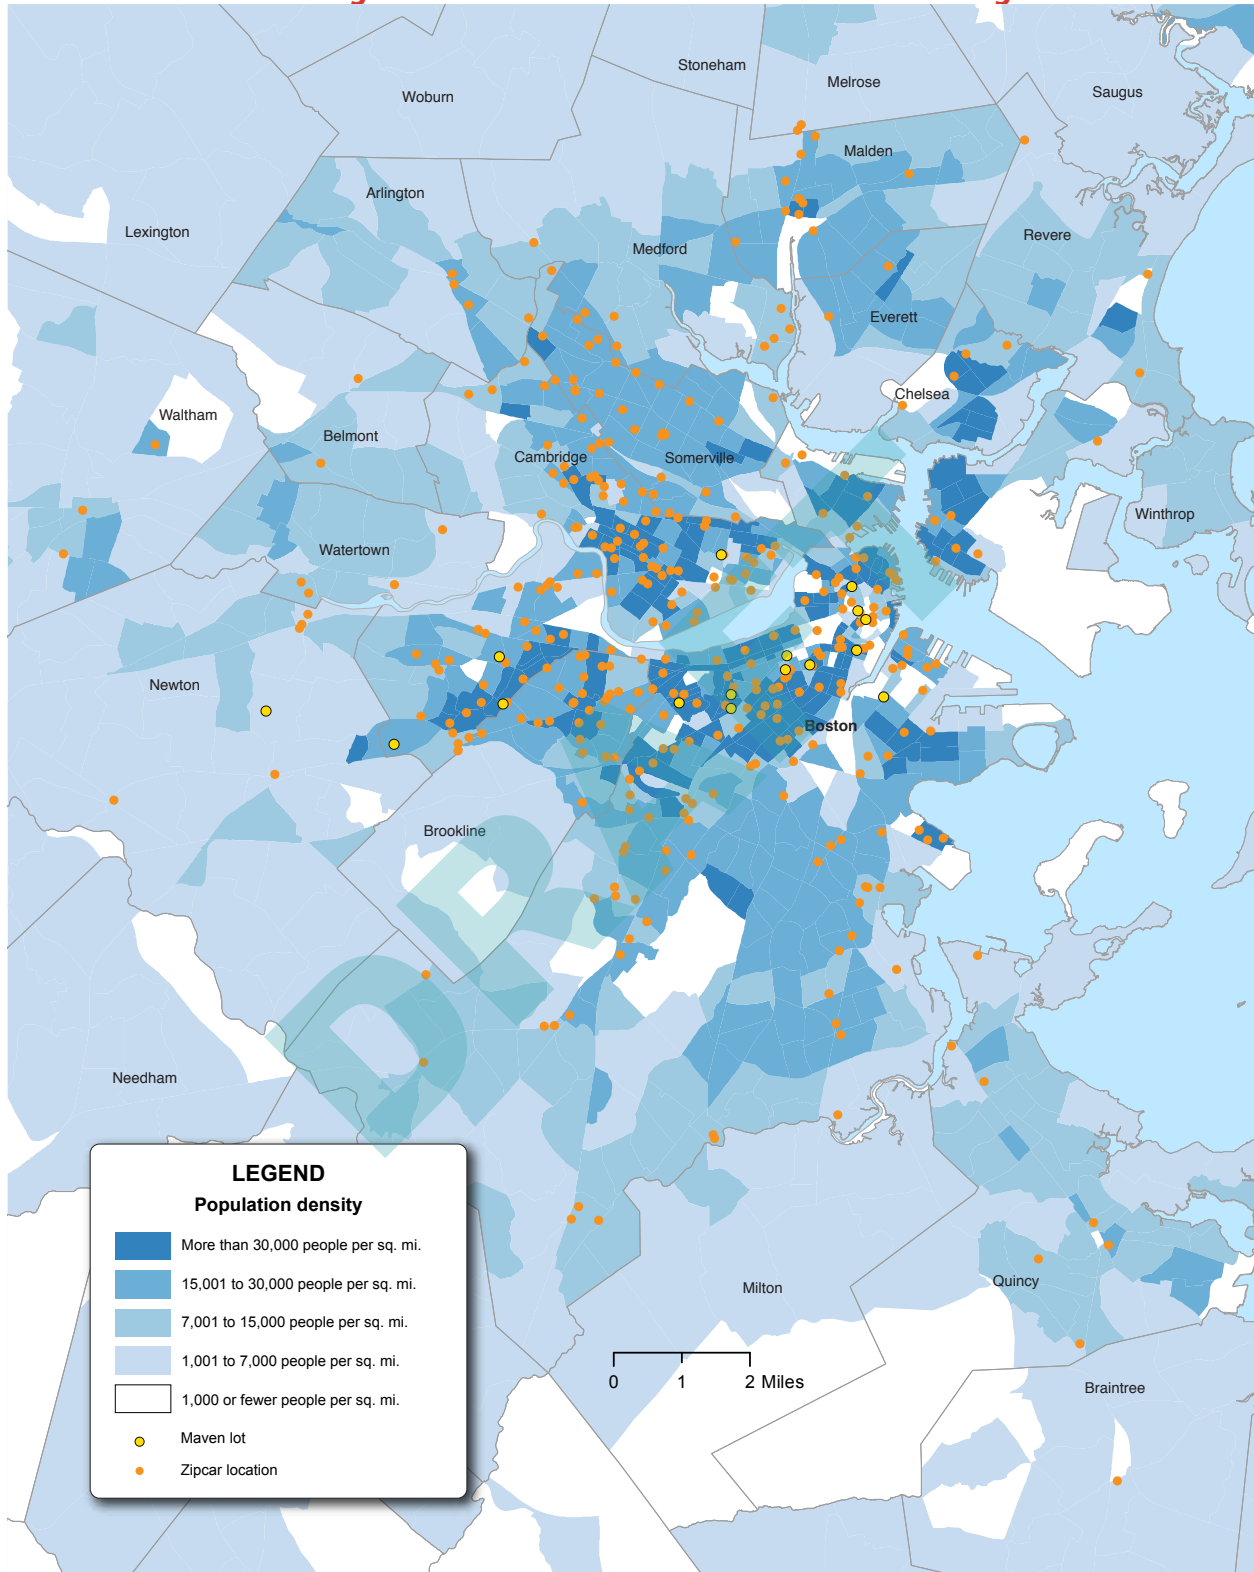 Stoneham
Melrose
Saugus
Woburn
Malden
Arlington
Lexington
Medford
Revere
Everett
Chelsea
Waltham
Belmont
Cambridge
Somerville
Winthrop
Watertown
Newton
Boston
Brookline
Needham
Milton
Quincy
Braintree
0 1 2 Miles
LEGEND
Population density
More than 30,000 people per sq. mi.
15,001 to 30,000 people per sq. mi.
7,001 to 15,000 people per sq. mi.
1,001 to 7,000 people per sq. mi.
1,000 or fewer people per sq. mi.
Maven lot
Zipcar location
DRAFT